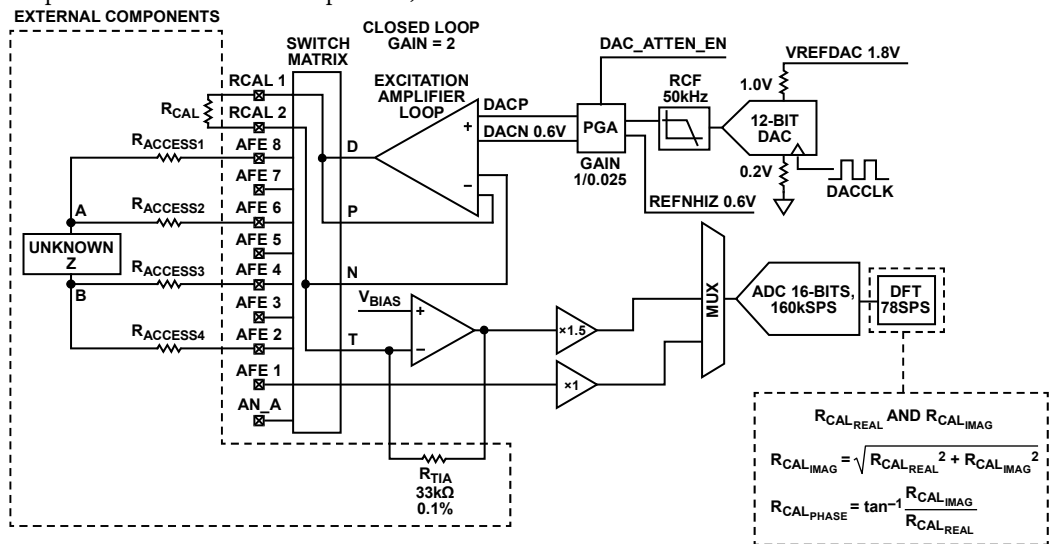 EXTERNAL COMPONENTS
SWITCH
MATRIX
CLOSED LOOP
GAIN = 2
EXCITATION
AMPLIFIER
LOOP
DAC_ATTEN_EN
VREFDAC 1.8V
RCAL 1
RCAL 2
RCAL
AFE 8
AFE 7
AFE 6
AFE 5
AFE 4
AFE 3
AFE 2
AFE 1
AN_A
RACCESS1
RACCESS2
RACCESS3
RACCESS4
A
UNKNOWN
Z
B
D
P
N
T
+
−
DACP
DACN 0.6V
PGA
GAIN
1/0.025
RCF
50kHz
1.0V
12-BIT
DAC
0.2V
DACCLK
REFNHIZ 0.6V
VBIAS
+
−
×1.5
×1
MUX
ADC 16-BITS,
160kSPS
DFT
78SPS
RTIA
33kΩ
0.1%
RCALREAL AND RCALIMAG
RCALIMAG = √RCALREAL² + RCALIMAG²
RCALPHASE = tan⁻¹ RCALIMAG
RCALREAL